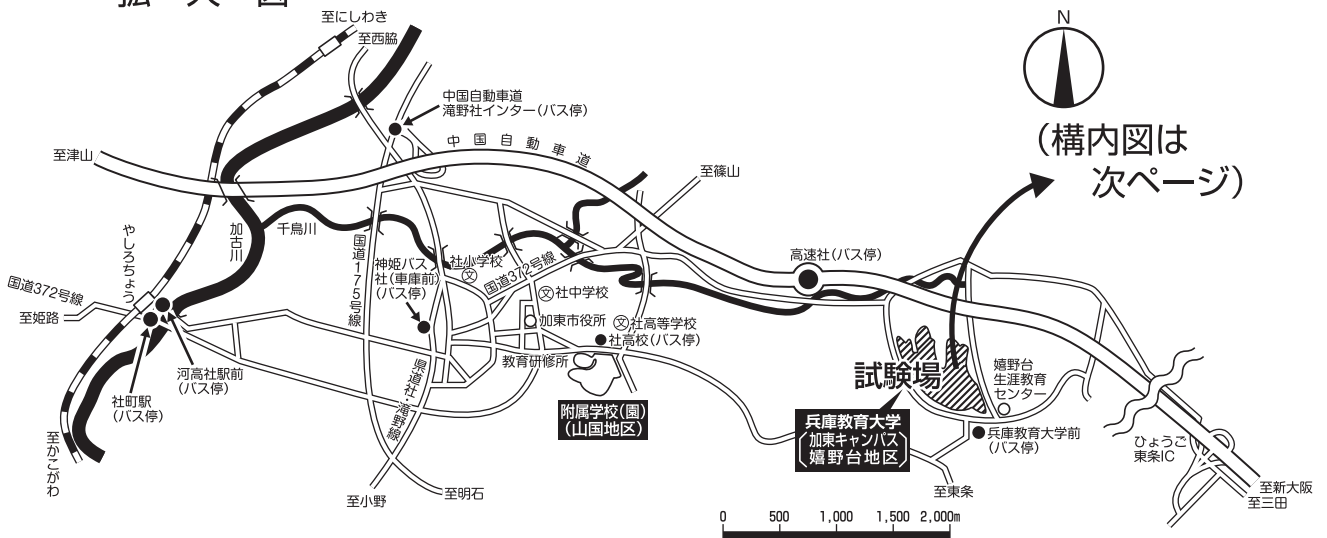 拡大図
至にしわき
至西脇
中国自動車道
滝野社インター(バス停)
N
(構内図は
次ページ)
至津山
中国自動車道
至篠山
やしろちょう
加古川
千鳥川
国道175号線
神姫バス
社(車庫前)
(バス停)
社小学校
文
国道372号線
高速社(バス停)
国道372号線
至姫路
文社中学校
加東市役所
文社高等学校
社高校(バス停)
教育研修所
河高社駅前
(バス停)
社町駅
(バス停)
県道社・滝野線
試験場
嬉野台
生涯教育
センター
附属学校(園)
(山国地区)
兵庫教育大学
加東キャンパス
嬉野台地区
兵庫教育大学前
(バス停)
ひょうご
東条IC
至かこがわ
至小野
至明石
至東条
至新大阪
至三田
0 500 1,000 1,500 2,000m